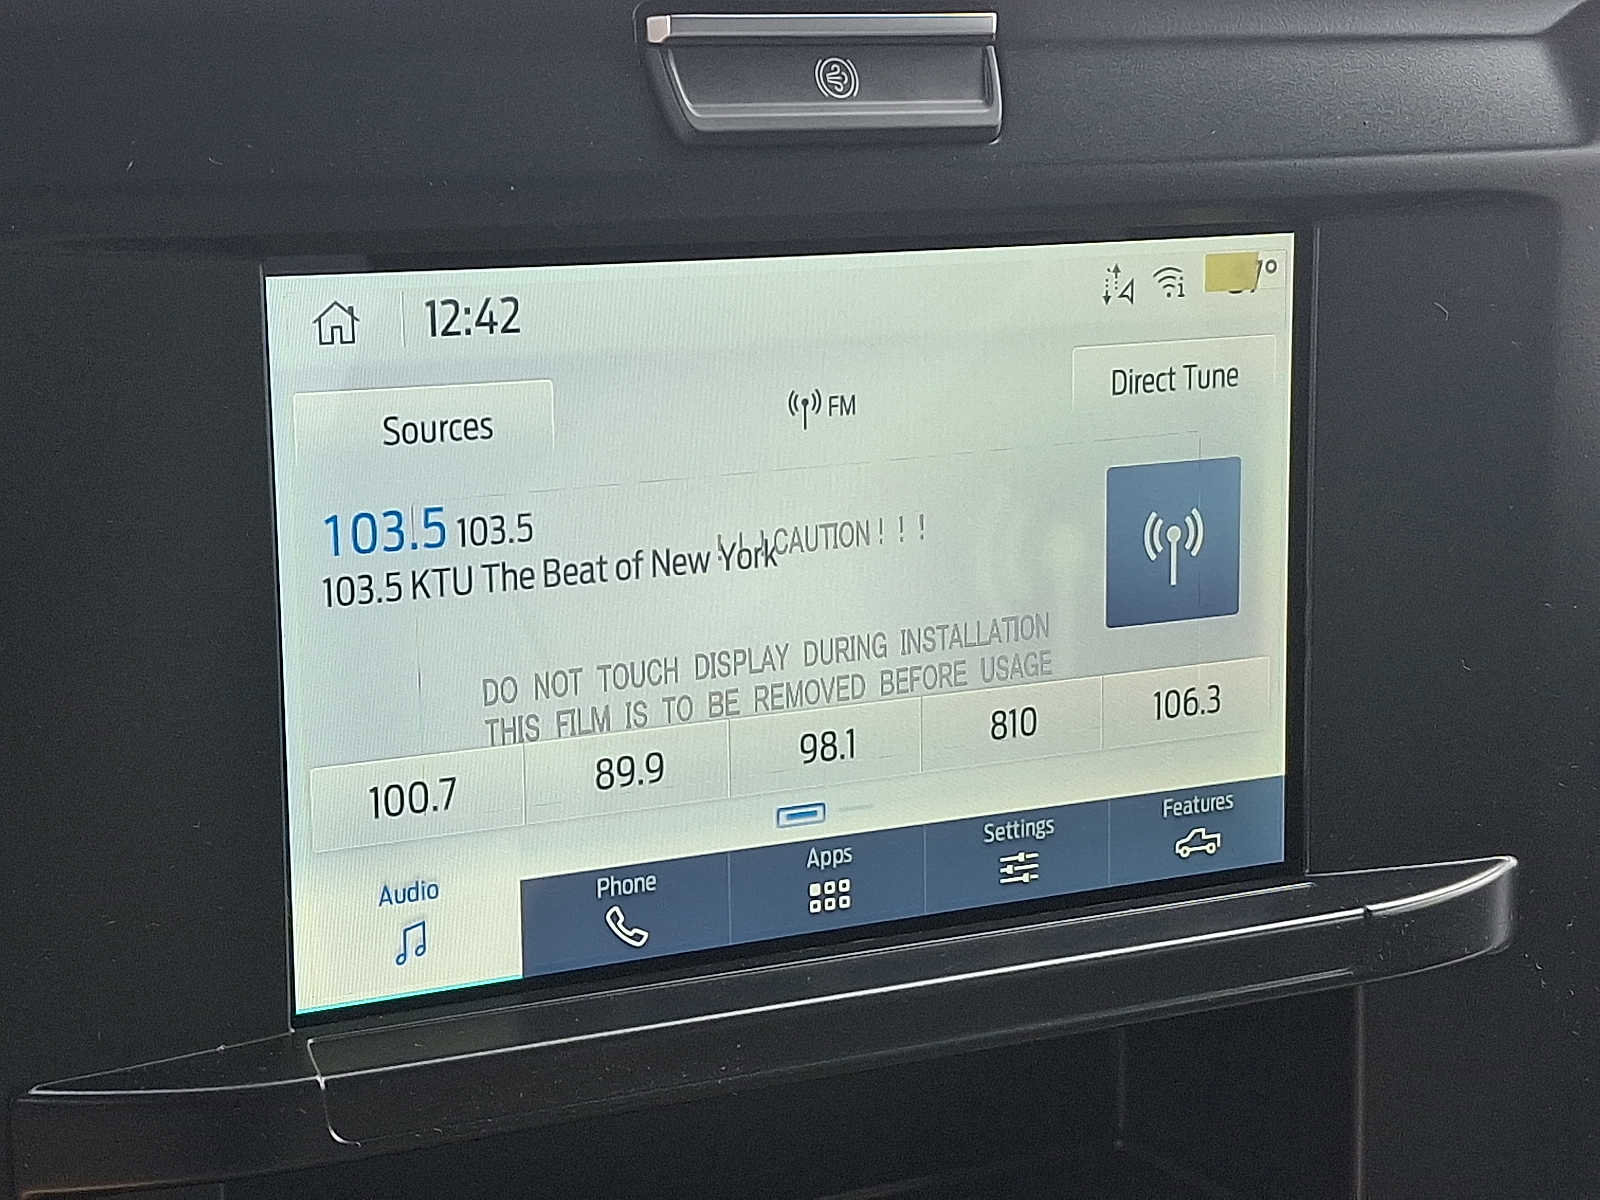 12:42
Sources
FM
Direct Tune
103.5 103.5
103.5 KTU The Beat of New York
! ! ! CAUTION ! ! !
DO NOT TOUCH DISPLAY DURING INSTALLATION
THIS FILM IS TO BE REMOVED BEFORE USAGE
100.7
89.9
98.1
810
106.3
Audio
Phone
Apps
Settings
Features